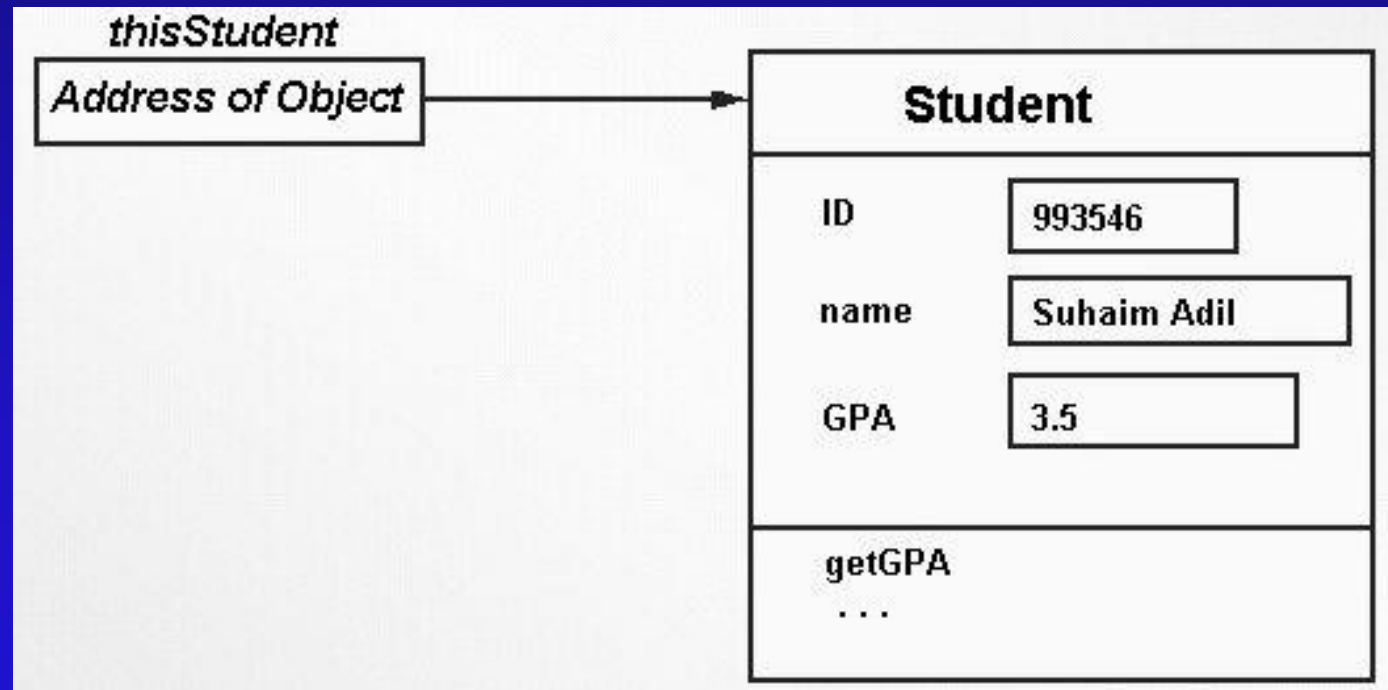 thisStudent
Address of Object
Student
ID 993546
name Suhaim Adil
GPA 3.5
getGPA
. . .